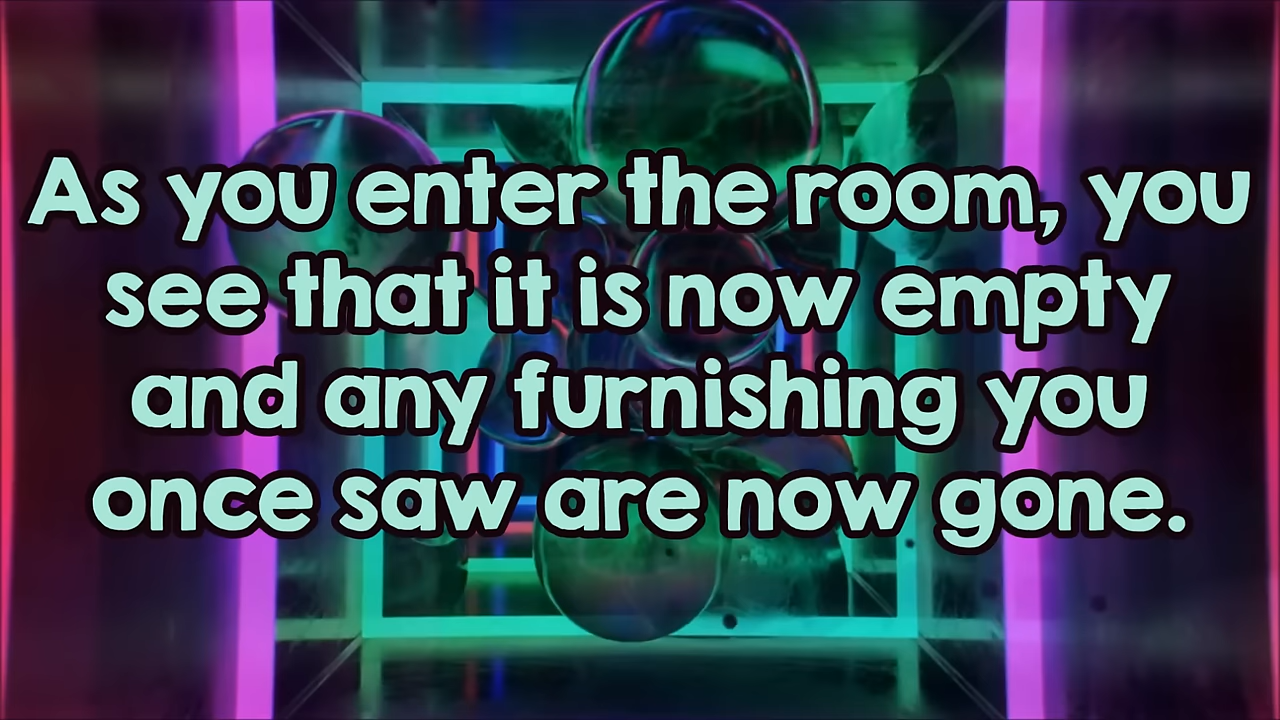 As you enter the room, you
see that it is now empty
and any furnishing you
once saw are now gone.